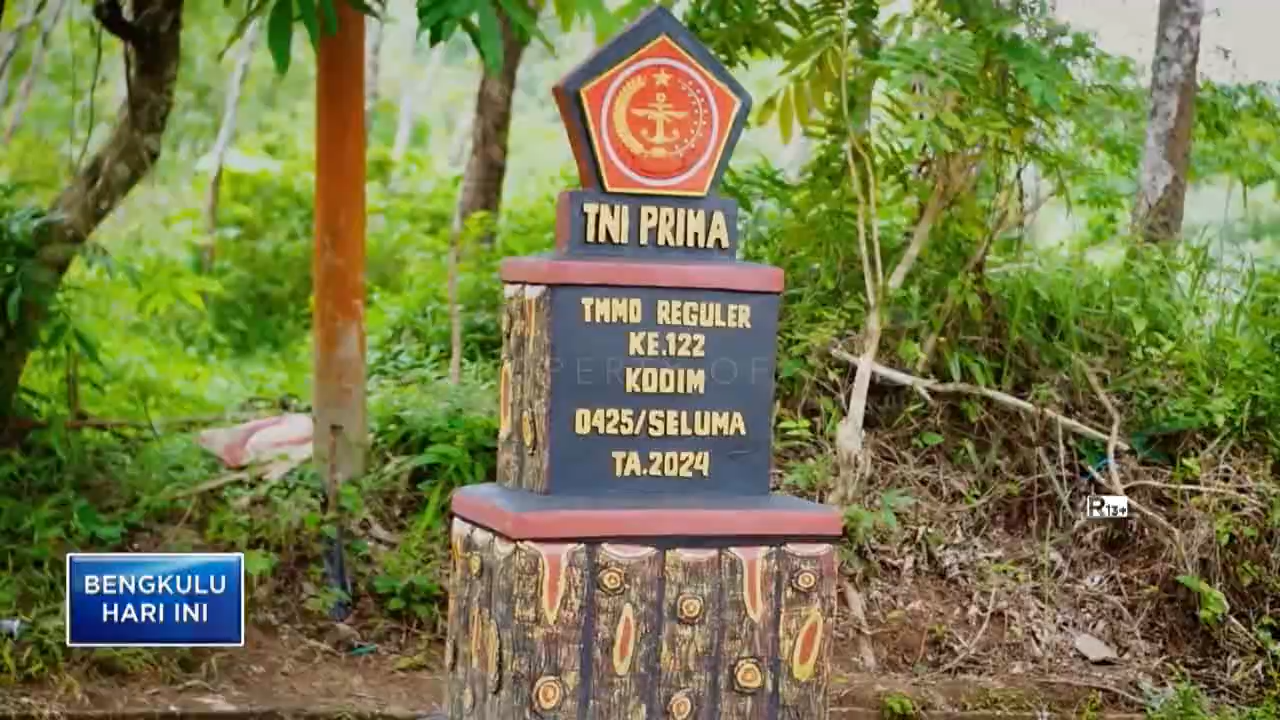 TNI PRIMA
TMMD REGULER
KE.122
KODIM
0425/SELUMA
TA.2024
R13+
BENGKULU
HARI INI